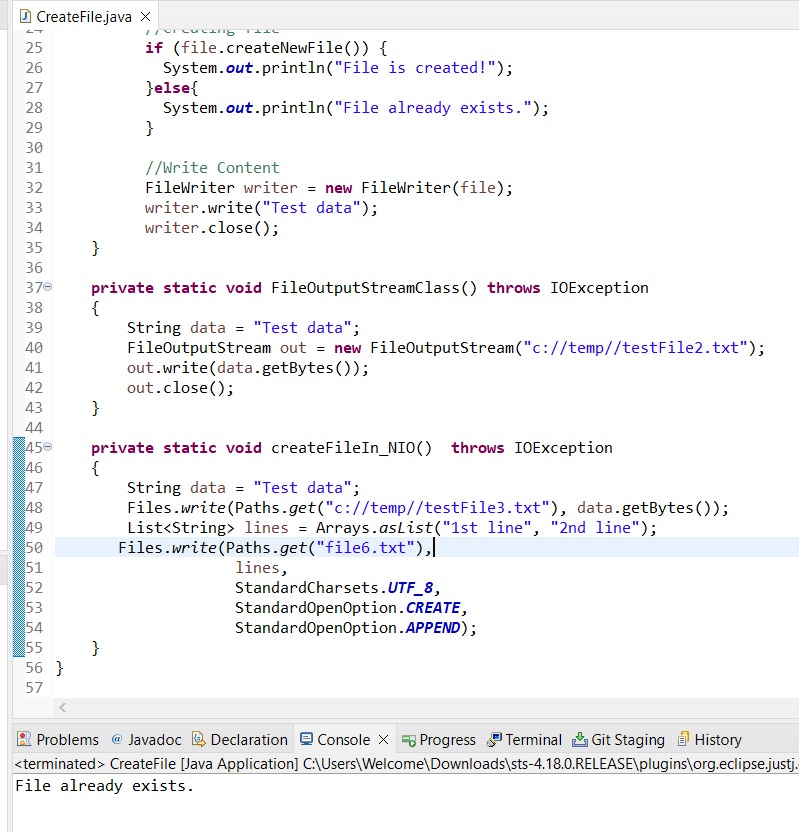 CreateFile.java
24 //Creating file
25 if (file.createNewFile()) {
26 System.out.println("File is created!");
27 }else{
28 System.out.println("File already exists.");
29 }
30
31 //Write Content
32 FileWriter writer = new FileWriter(file);
33 writer.write("Test data");
34 writer.close();
35 }
36
37 private static void FileOutputStreamClass() throws IOException
38 {
39 String data = "Test data";
40 FileOutputStream out = new FileOutputStream("c://temp//testFile2.txt");
41 out.write(data.getBytes());
42 out.close();
43 }
44
45 private static void createFileIn_NIO()  throws IOException
46 {
47 String data = "Test data";
48 Files.write(Paths.get("c://temp//testFile3.txt"), data.getBytes());
49 List<String> lines = Arrays.asList("1st line", "2nd line");
50 Files.write(Paths.get("file6.txt"),
51 lines,
52 StandardCharsets.UTF_8,
53 StandardOpenOption.CREATE,
54 StandardOpenOption.APPEND);
55 }
56 }
57
Problems @ Javadoc Declaration Console Progress Terminal Git Staging History
<terminated> CreateFile [Java Application] C:\Users\Welcome\Downloads\sts-4.18.0.RELEASE\plugins\org.eclipse.justj.
File already exists.